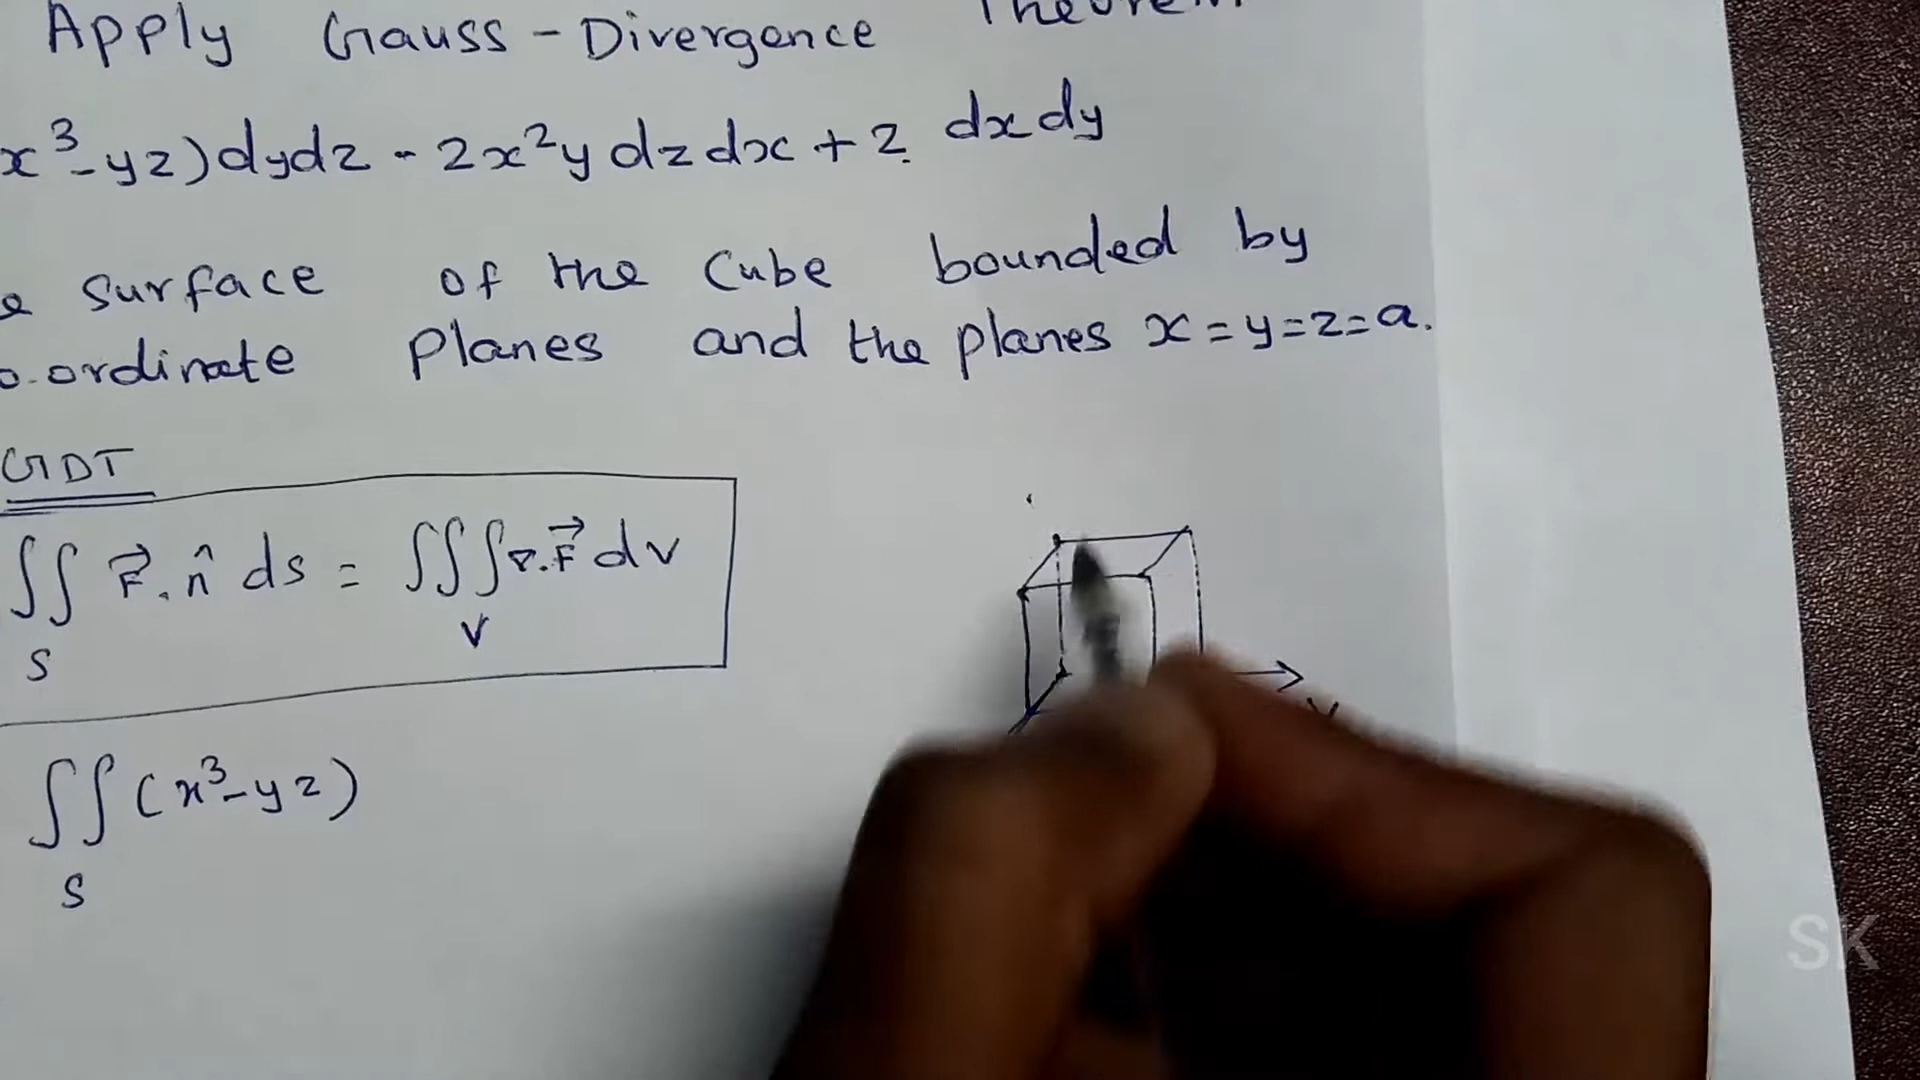 Apply Gauss-Divergence Theorem
x³-yz)dydz - 2x²y dzdx + z dxdy
e surface of the Cube bounded by
o-ordinate planes and the planes x=y=z=a.
GDT
∬ F⃗.n̂ ds = ∭ ∇.F⃗ dv
S V
∬ (x³-yz)
S
Y
SK